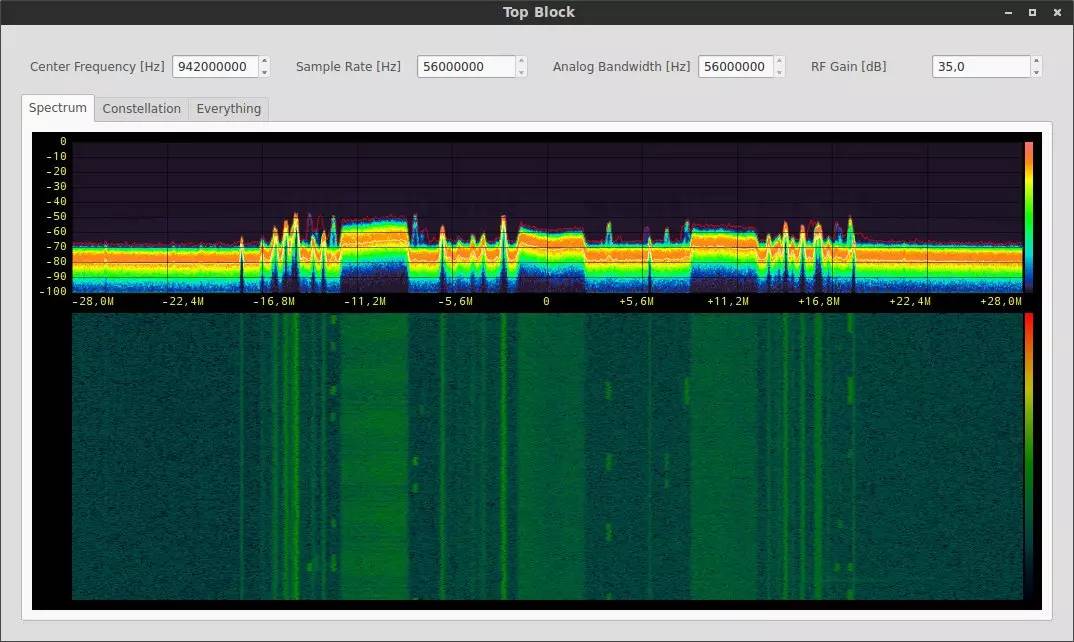 Top Block
Center Frequency [Hz] 942000000 Sample Rate [Hz] 56000000 Analog Bandwidth [Hz] 56000000 RF Gain [dB] 35,0
Spectrum Constellation Everything
0
-10
-20
-30
-40
-50
-60
-70
-80
-90
-100
-28,0M -22,4M -16,8M -11,2M -5,6M 0 +5,6M +11,2M +16,8M +22,4M +28,0M